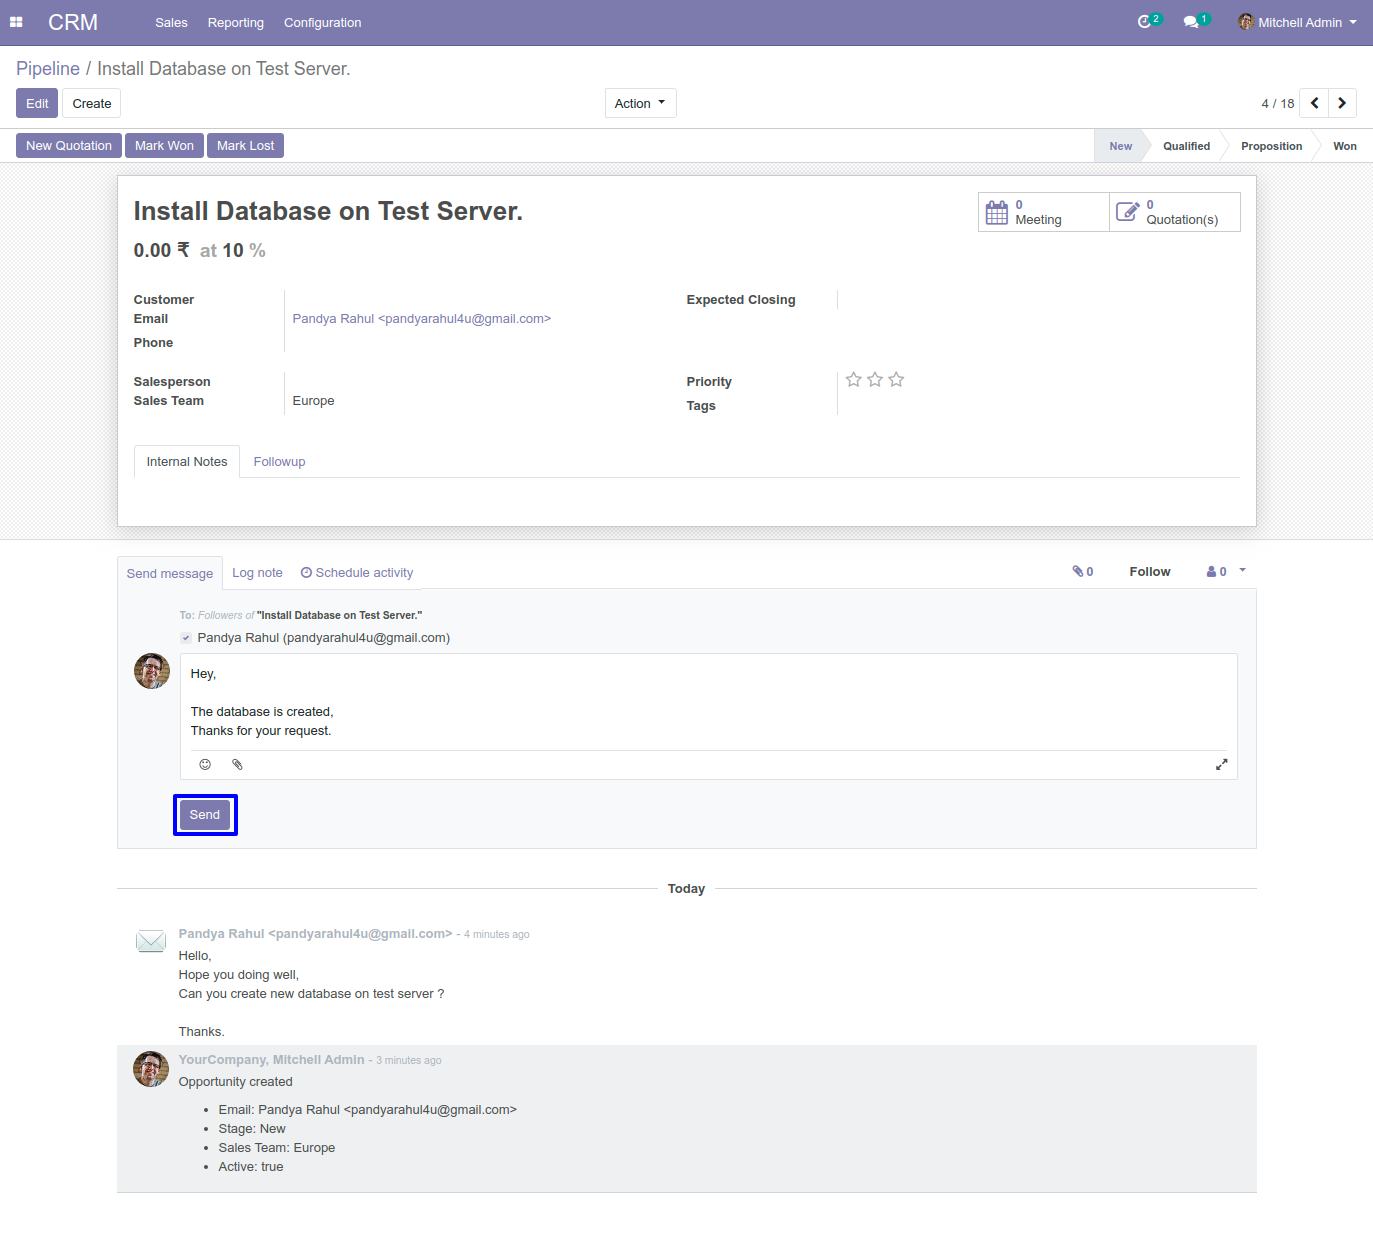 CRM Sales Reporting Configuration 2 1 Mitchell Admin
Pipeline / Install Database on Test Server.
Edit Create Action 4 / 18
New Quotation Mark Won Mark Lost New Qualified Proposition Won
Install Database on Test Server.
0 Meeting
0 Quotation(s)
0.00 ₹ at 10 %
Customer
Email Pandya Rahul <pandyarahul4u@gmail.com>
Phone
Expected Closing
Salesperson
Sales Team Europe
Priority
Tags
Internal Notes Followup
Send message Log note Schedule activity 0 Follow 0
To: Followers of "Install Database on Test Server."
Pandya Rahul (pandyarahul4u@gmail.com)
Hey,
The database is created,
Thanks for your request.
Send
Today
Pandya Rahul <pandyarahul4u@gmail.com> - 4 minutes ago
Hello,
Hope you doing well,
Can you create new database on test server ?
Thanks.
YourCompany, Mitchell Admin - 3 minutes ago
Opportunity created
• Email: Pandya Rahul <pandyarahul4u@gmail.com>
• Stage: New
• Sales Team: Europe
• Active: true